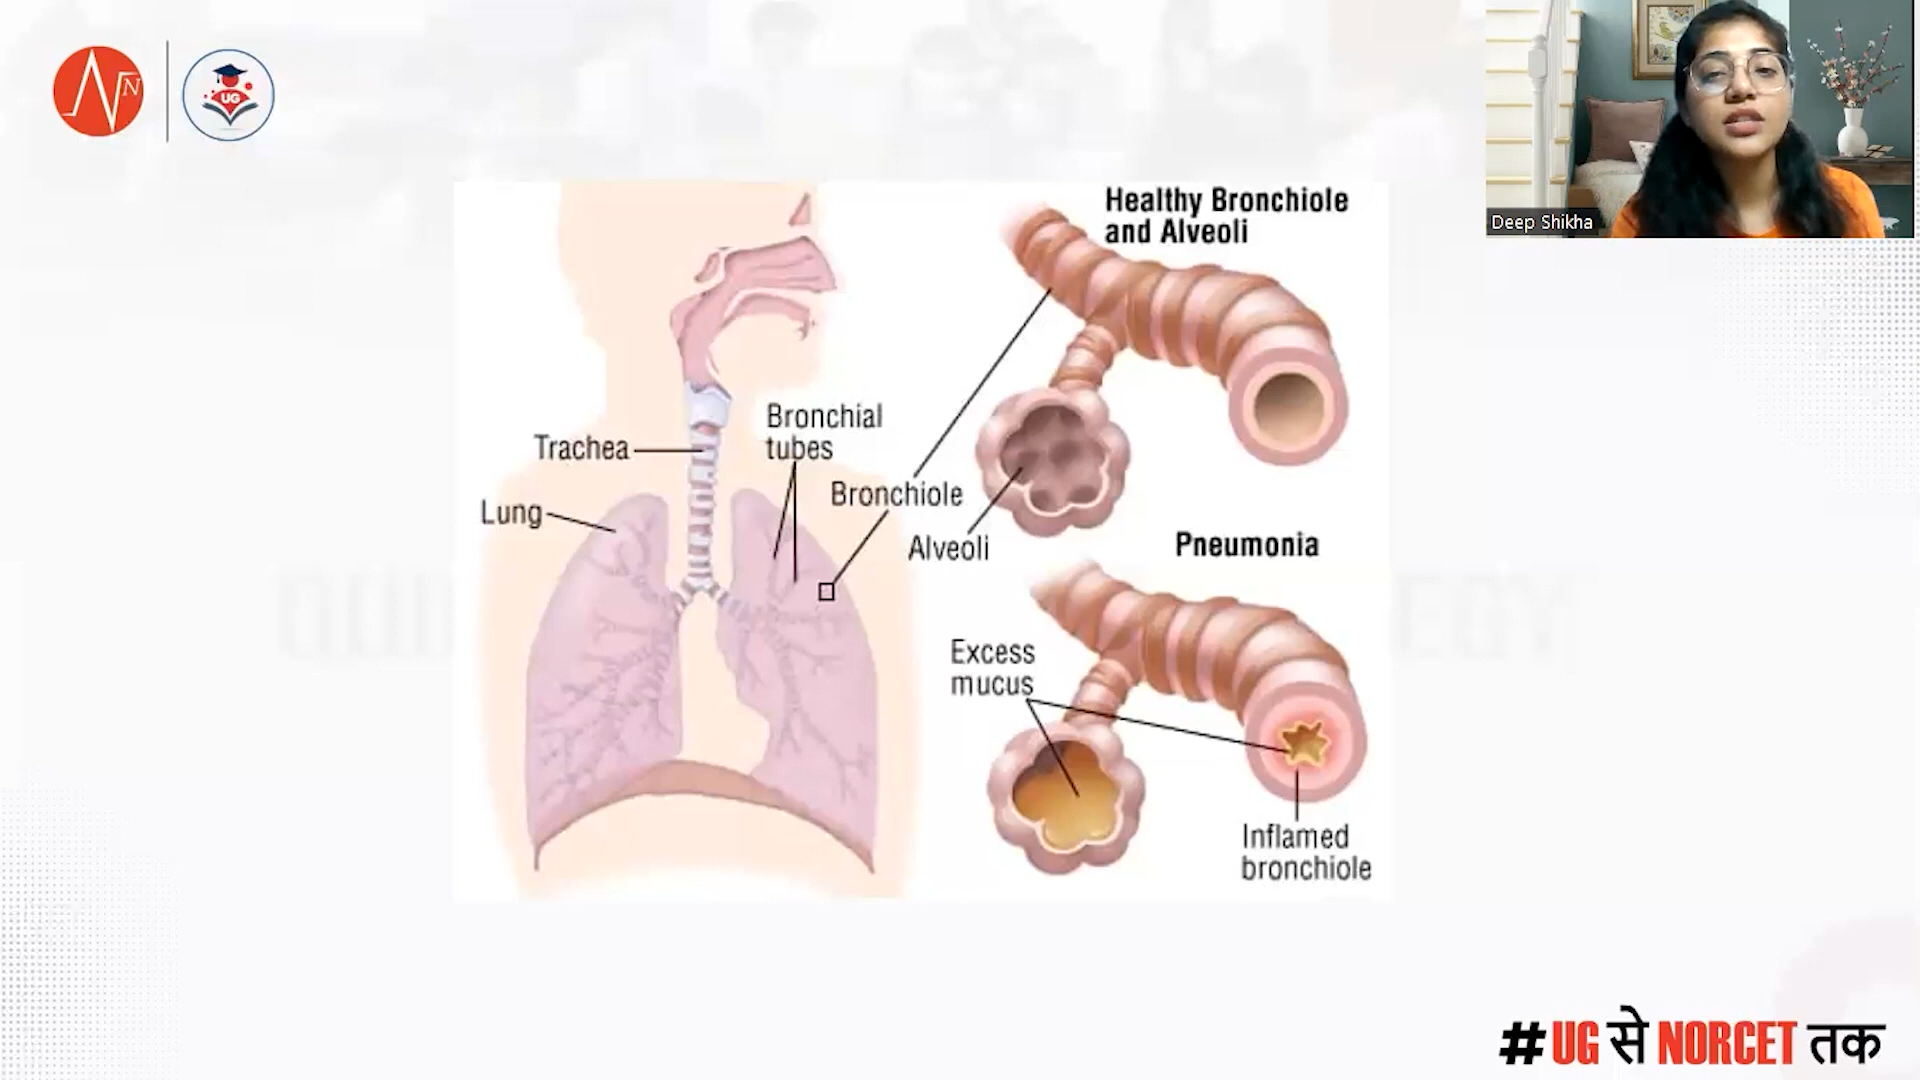 N
UG
Deep Shikha
Healthy Bronchiole
and Alveoli
Bronchial
tubes
Trachea
Bronchiole
Lung
Alveoli
Pneumonia
Excess
mucus
Inflamed
bronchiole
#UG से NORCET तक